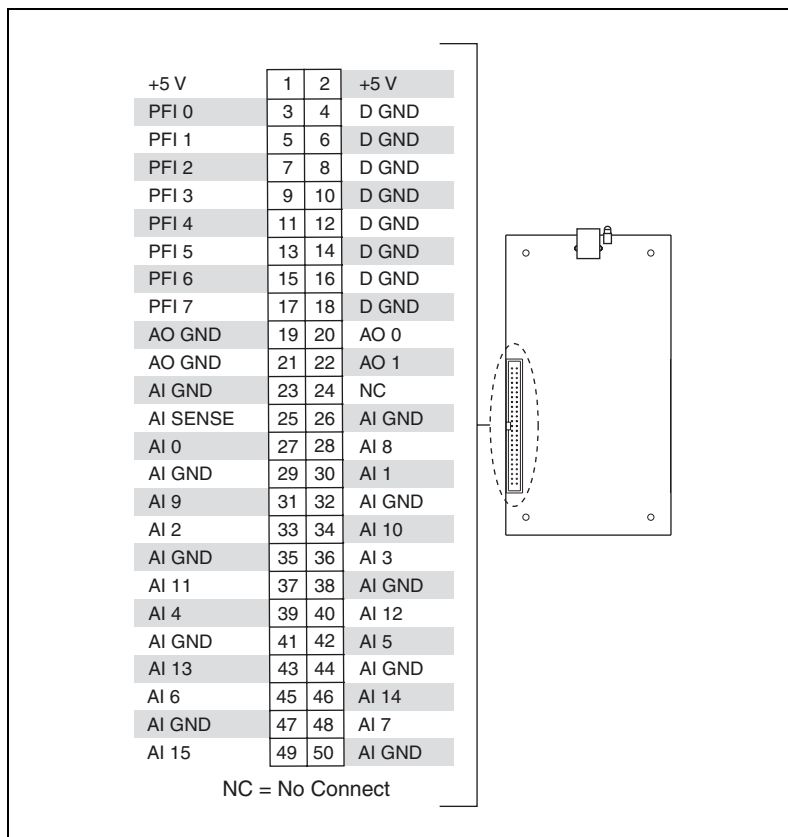 +5 V 1 2 +5 V
PFI 0 3 4 D GND
PFI 1 5 6 D GND
PFI 2 7 8 D GND
PFI 3 9 10 D GND
PFI 4 11 12 D GND
PFI 5 13 14 D GND
PFI 6 15 16 D GND
PFI 7 17 18 D GND
AO GND 19 20 AO 0
AO GND 21 22 AO 1
AI GND 23 24 NC
AI SENSE 25 26 AI GND
AI 0 27 28 AI 8
AI GND 29 30 AI 1
AI 9 31 32 AI GND
AI 2 33 34 AI 10
AI GND 35 36 AI 3
AI 11 37 38 AI GND
AI 4 39 40 AI 12
AI GND 41 42 AI 5
AI 13 43 44 AI GND
AI 6 45 46 AI 14
AI GND 47 48 AI 7
AI 15 49 50 AI GND
NC = No Connect